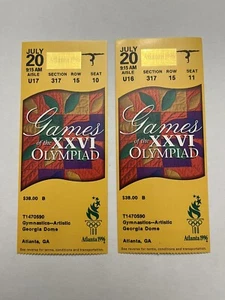 JULY
20
9:15 AM
AISLE SECTION ROW SEAT
U17 317 15 10
Games
of the XXVI
OLYMPIAD
$38.00 B
T1470590
Gymnastics—Artistic
Georgia Dome
Atlanta, GA
Atlanta 1996
JULY
20
9:15 AM
AISLE SECTION ROW SEAT
U16 317 15 11
Games
of the XXVI
OLYMPIAD
$38.00 B
T1470590
Gymnastics—Artistic
Georgia Dome
Atlanta, GA
Atlanta 1996